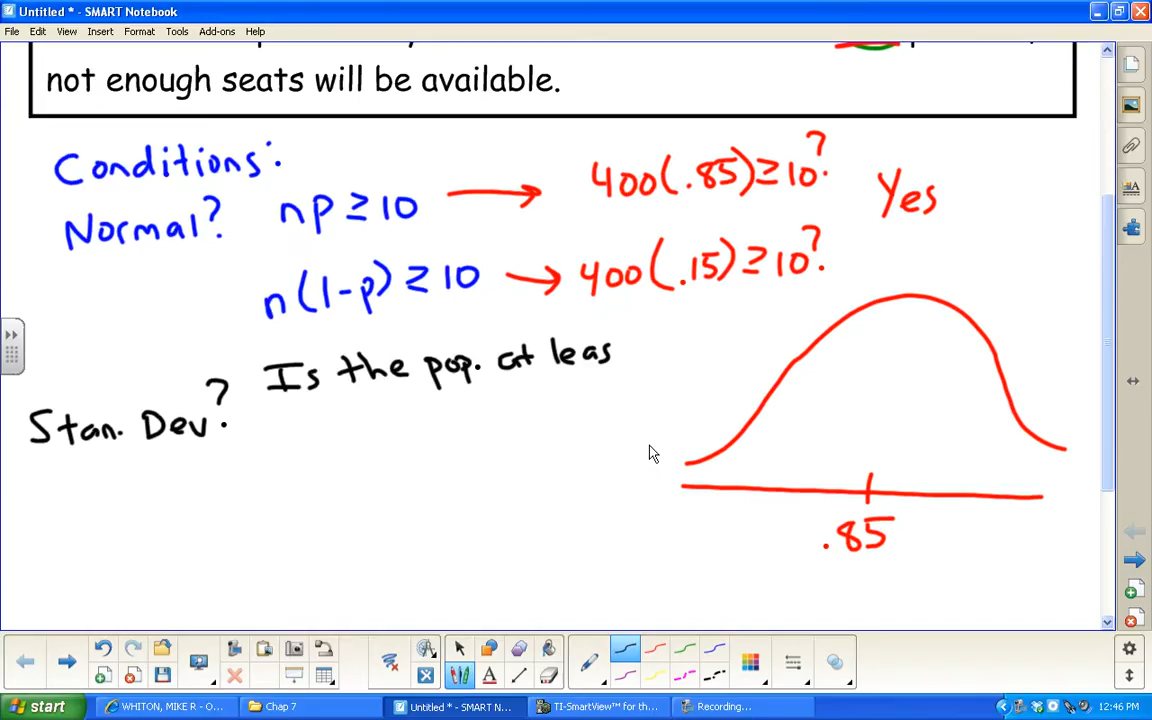 Untitled * - SMART Notebook
File Edit View Insert Format Tools Add-ons Help
not enough seats will be available.
Conditions:
Normal? np ≥ 10 → 400(.85) ≥ 10? Yes
n(1-p) ≥ 10 → 400(.15) ≥ 10?
Is the pop. at leas
Stan. Dev?
.85
start
WHITON, MIKE R - O...
Chap 7
Untitled * - SMART N...
TI-SmartView™ for th...
Recording...
12:46 PM